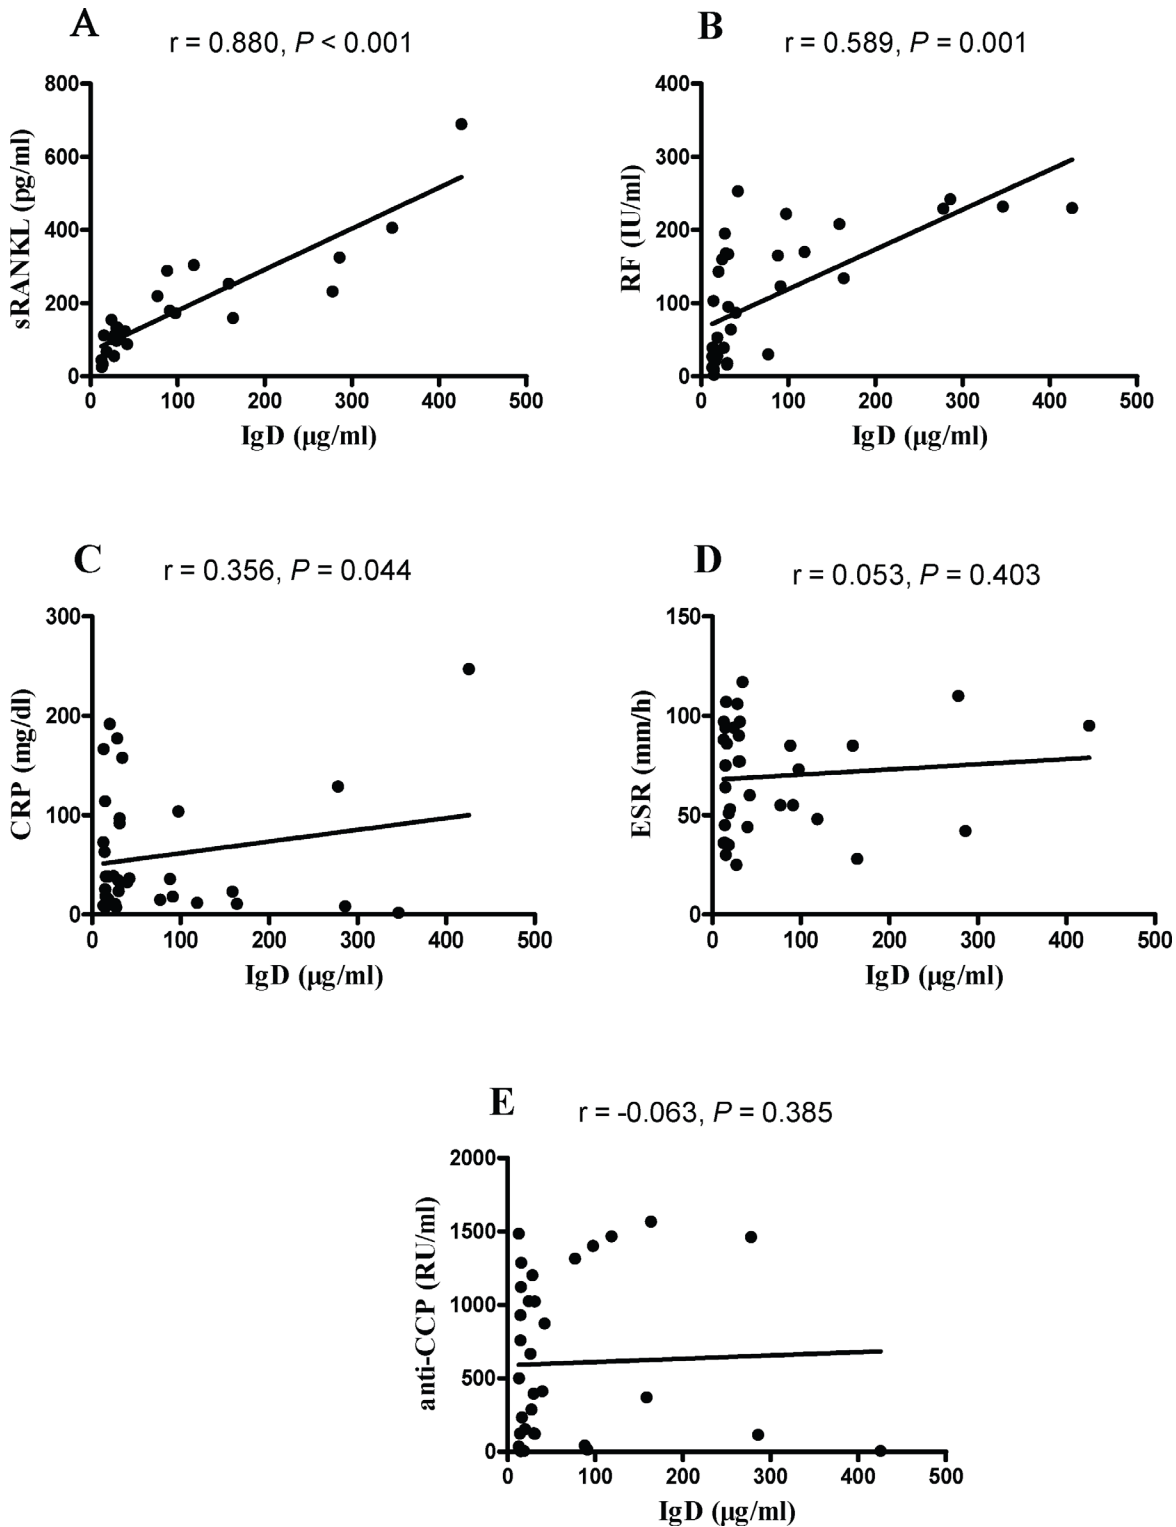 A
r = 0.880, P < 0.001
800
600
400
200
0
sRANKL (pg/ml)
0 100 200 300 400 500
IgD (µg/ml)
B
r = 0.589, P = 0.001
400
300
200
100
0
RF (IU/ml)
0 100 200 300 400 500
IgD (µg/ml)
C
r = 0.356, P = 0.044
300
200
100
0
CRP (mg/dl)
0 100 200 300 400 500
IgD (µg/ml)
D
r = 0.053, P = 0.403
150
100
50
0
ESR (mm/h)
0 100 200 300 400 500
IgD (µg/ml)
E
r = -0.063, P = 0.385
2000
1500
1000
500
0
anti-CCP (RU/ml)
0 100 200 300 400 500
IgD (µg/ml)